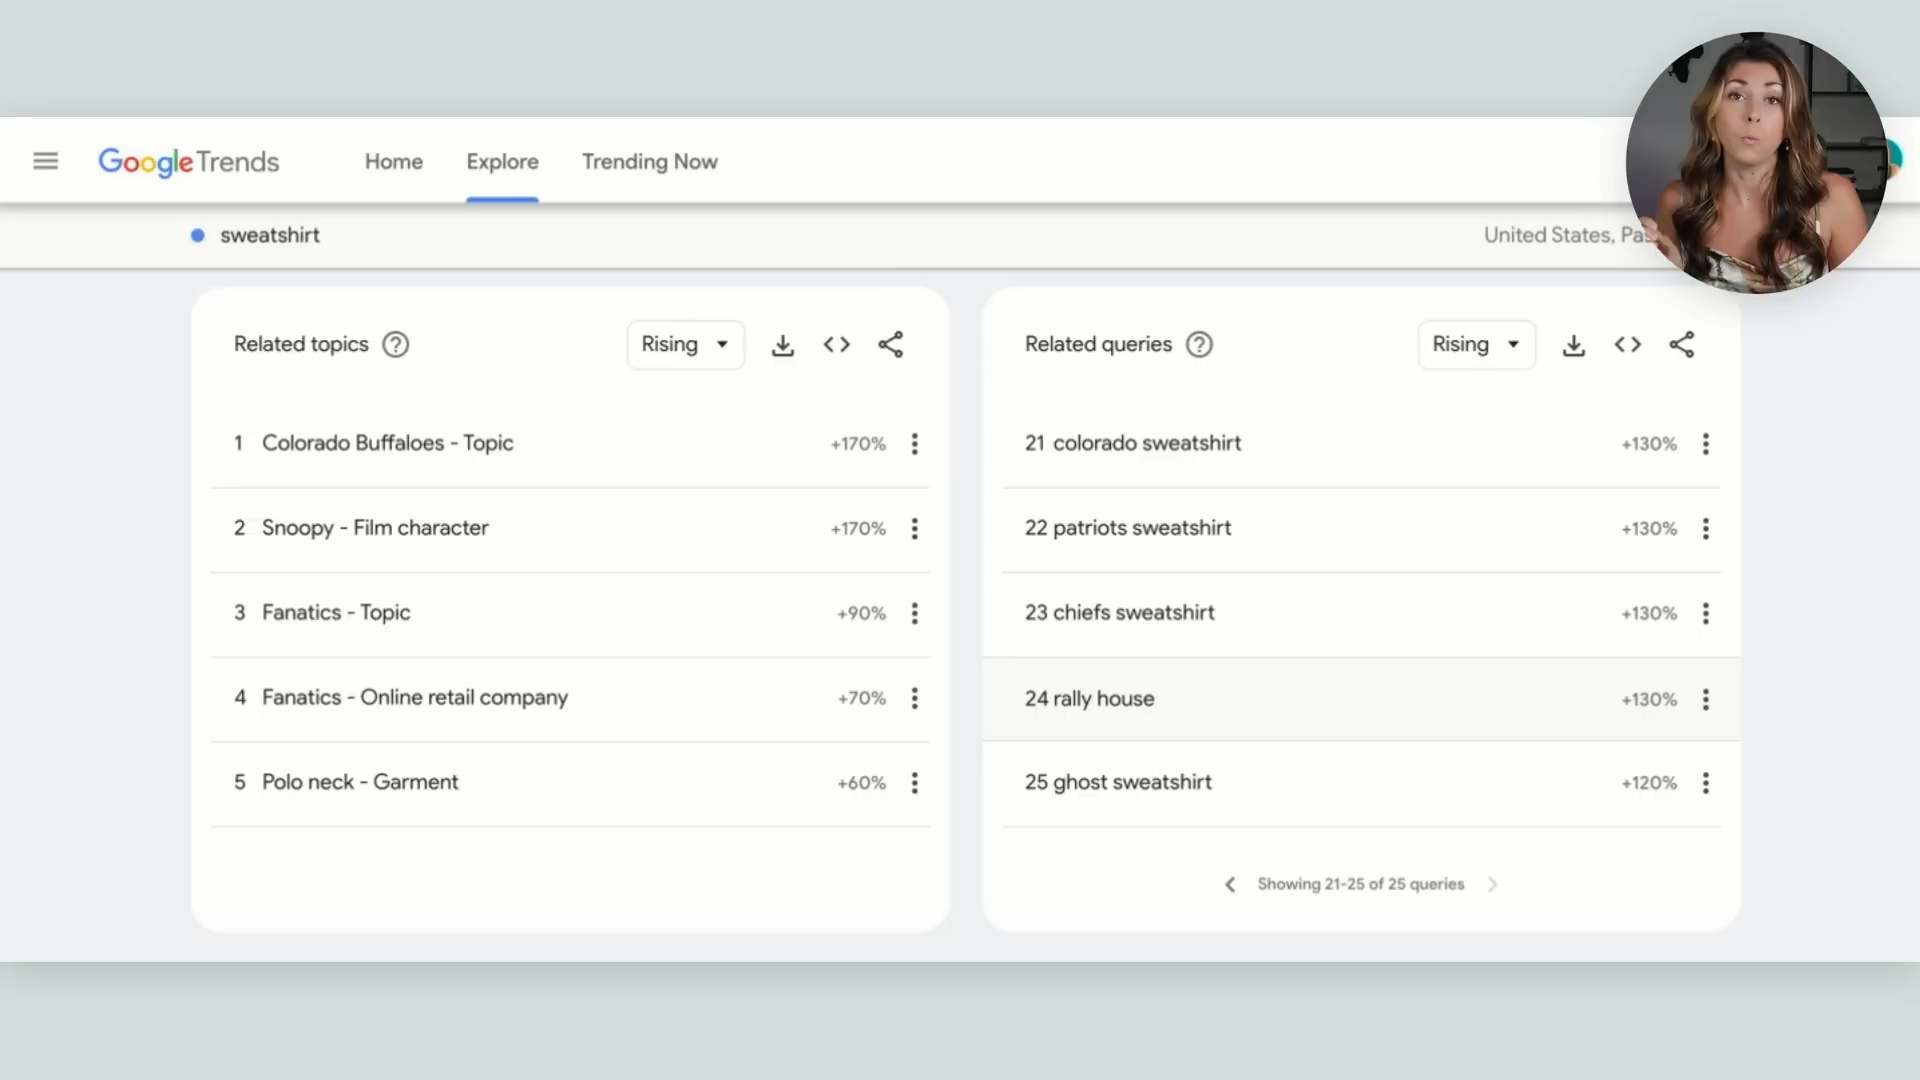 Google Trends
Home
Explore
Trending Now
sweatshirt
United States, Pas
Related topics
Rising
1 Colorado Buffaloes - Topic +170%
2 Snoopy - Film character +170%
3 Fanatics - Topic +90%
4 Fanatics - Online retail company +70%
5 Polo neck - Garment +60%
Related queries
Rising
21 colorado sweatshirt +130%
22 patriots sweatshirt +130%
23 chiefs sweatshirt +130%
24 rally house +130%
25 ghost sweatshirt +120%
Showing 21-25 of 25 queries